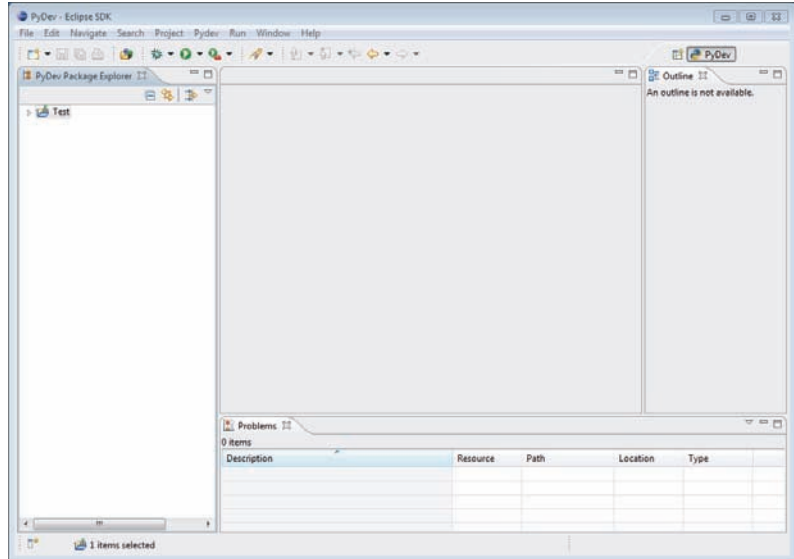 PyDev - Eclipse SDK
File Edit Navigate Search Project Pydev Run Window Help
PyDev
PyDev Package Explorer
Outline
An outline is not available.
Test
Problems
0 items
Description Resource Path Location Type
1 items selected